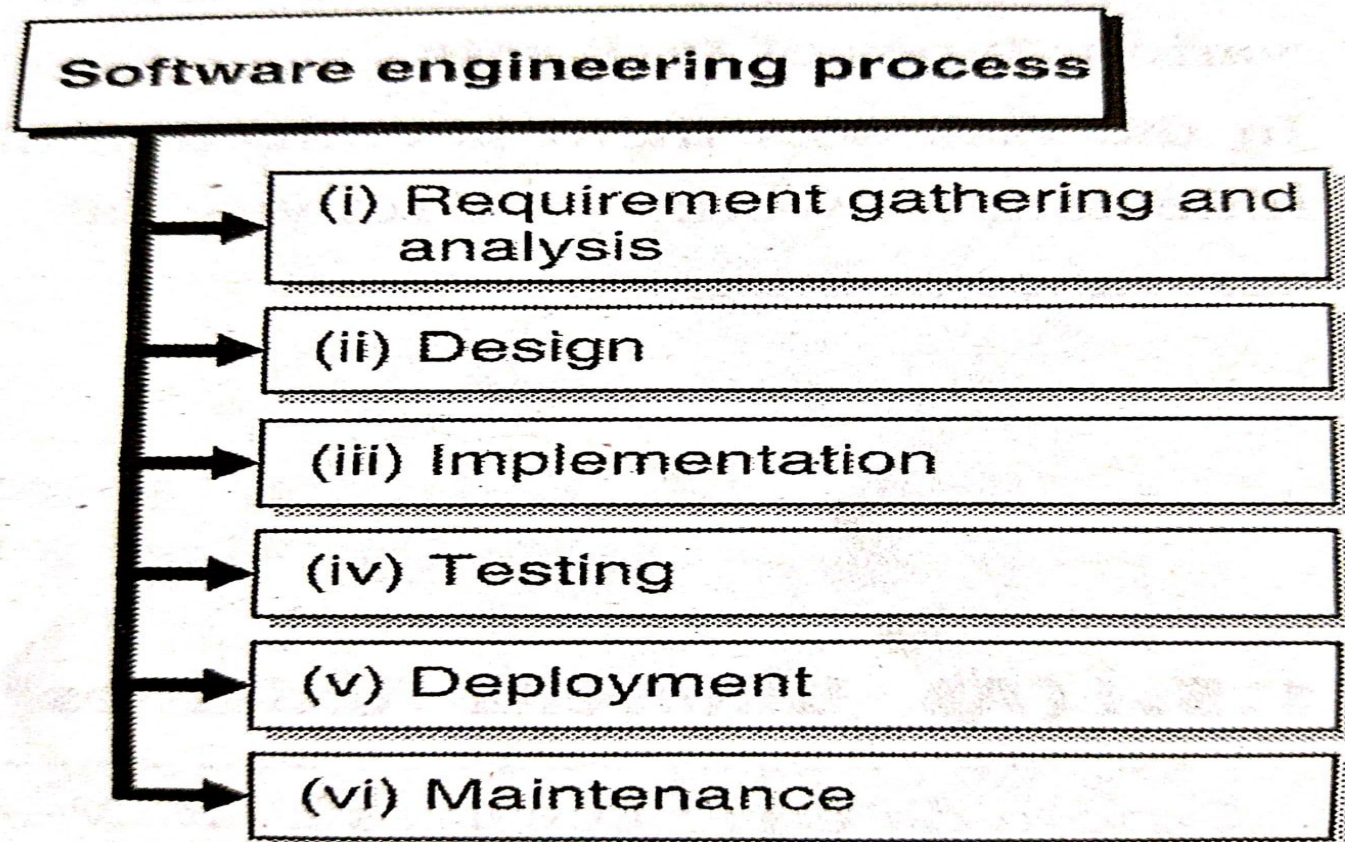 Software engineering process
(i) Requirement gathering and
analysis
(ii) Design
(iii) Implementation
(iv) Testing
(v) Deployment
(vi) Maintenance